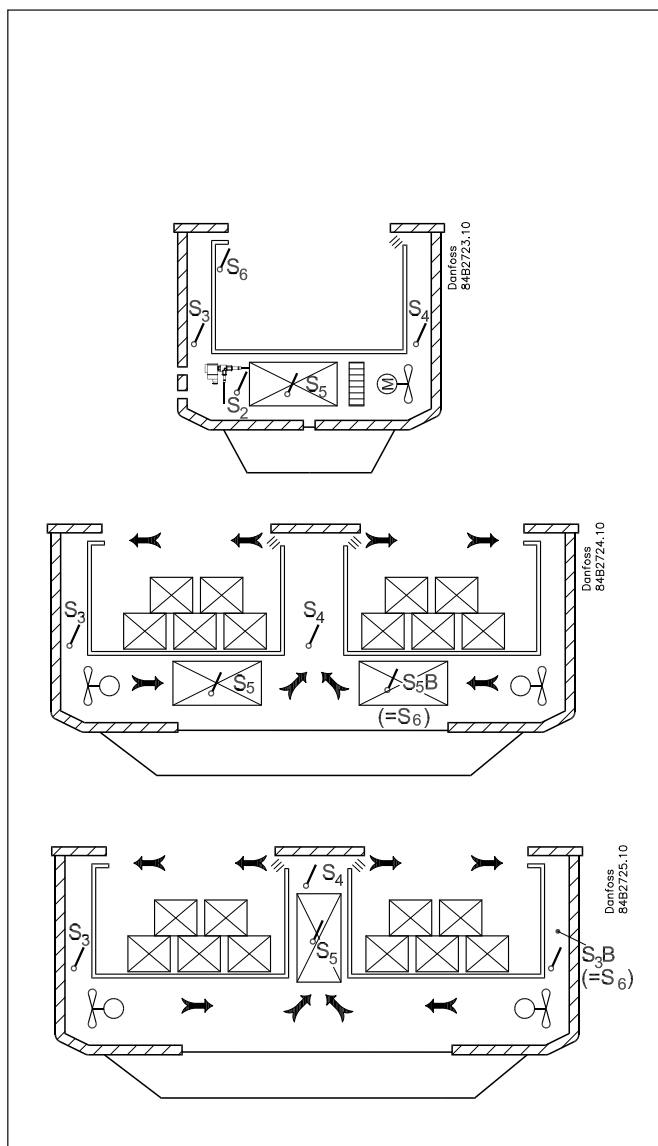 S6
S3
S4
S5
S2
M
Danfoss
84B2723.10
S3
S4
S5
S5B
(=S6)
Danfoss
84B2724.10
S4
S3
S5
S3B
(=S6)
Danfoss
84B2725.10